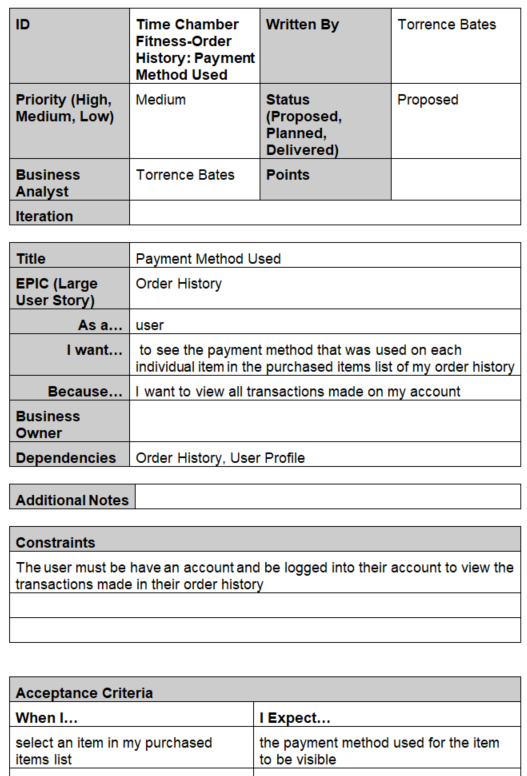 ID
Time Chamber
Fitness-Order
History: Payment
Method Used
Written By
Torrence Bates
Priority (High,
Medium, Low)
Medium
Status
(Proposed,
Planned,
Delivered)
Proposed
Business
Analyst
Torrence Bates
Points
Iteration
Title
Payment Method Used
EPIC (Large
User Story)
Order History
As a...
user
I want...
to see the payment method that was used on each
individual item in the purchased items list of my order history
Because...
I want to view all transactions made on my account
Business
Owner
Dependencies
Order History, User Profile
Additional Notes
Constraints
The user must be have an account and be logged into their account to view the
transactions made in their order history
Acceptance Criteria
When I...
I Expect...
select an item in my purchased
items list
the payment method used for the item
to be visible